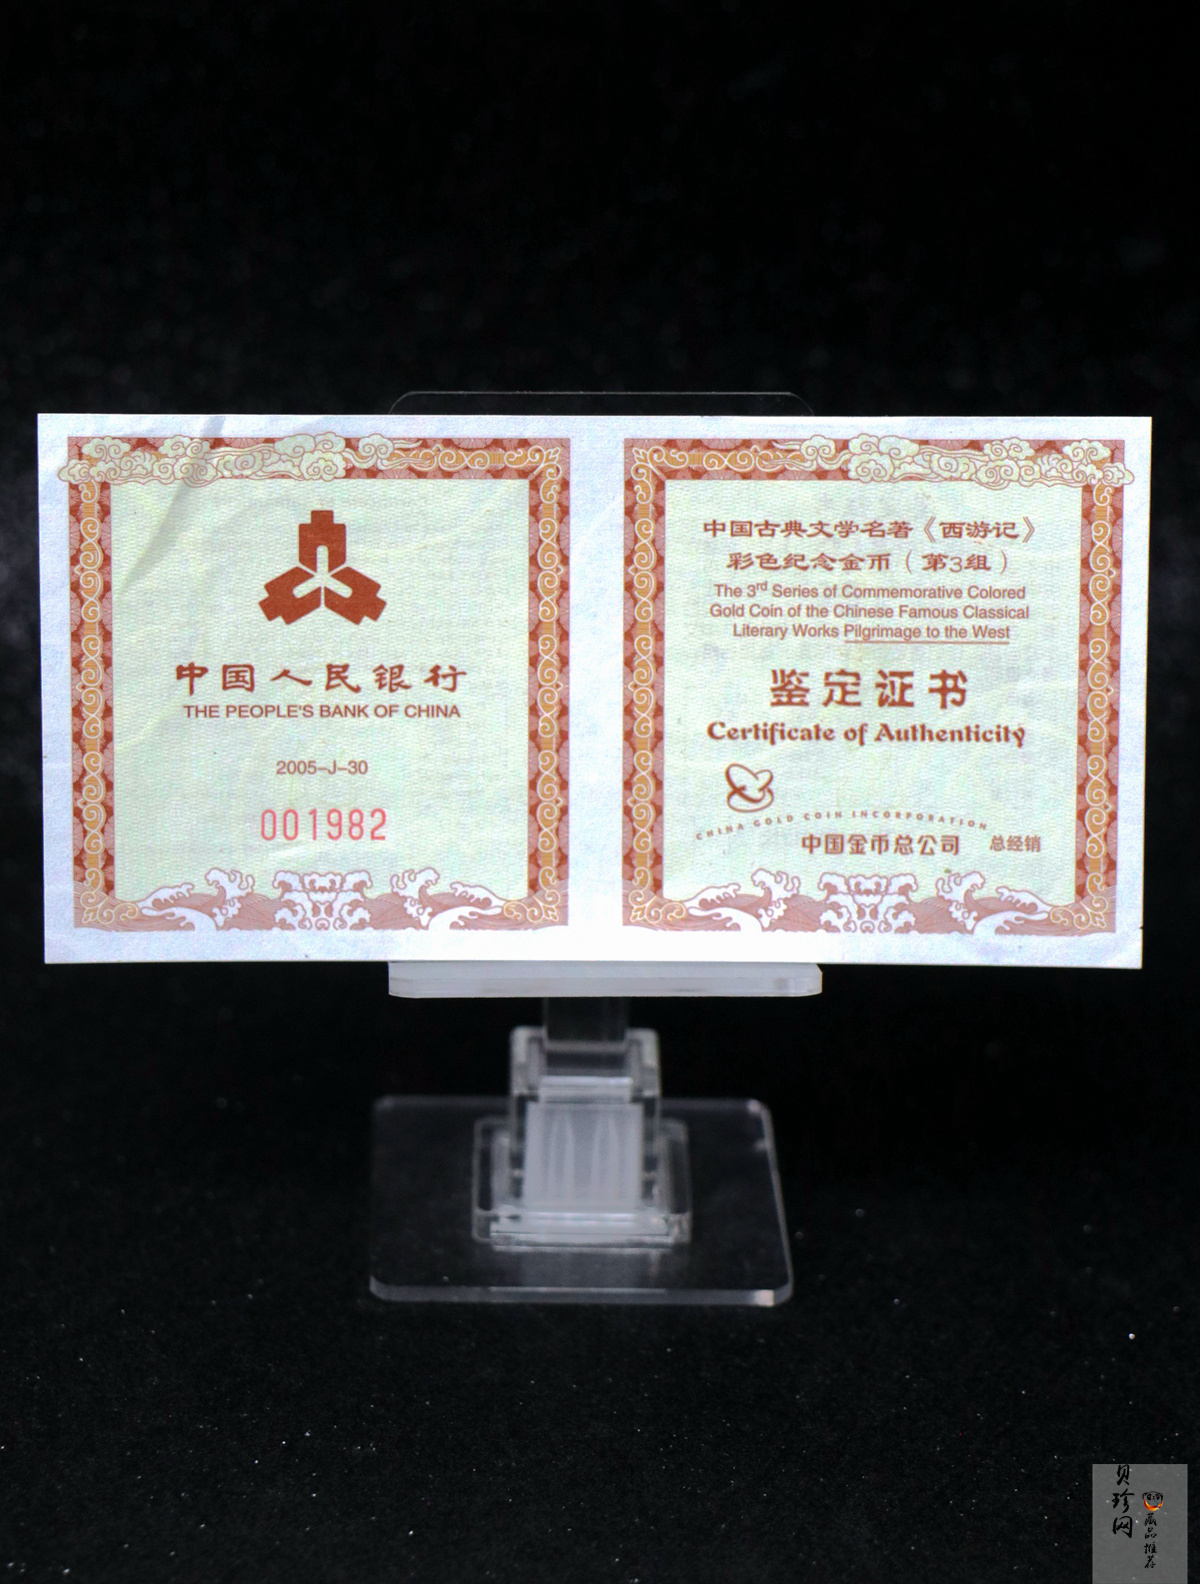 中国人民银行
THE PEOPLE'S BANK OF CHINA
2005-J-30
001982
中国古典文学名著《西游记》
彩色纪念金币（第3组）
The 3rd Series of Commemorative Colored
Gold Coin of the Chinese Famous Classical
Literary Works Pilgrimage to the West
鉴定证书
Certificate of Authenticity
CHINA GOLD COIN INCORPORATION
中国金币总公司 总经销
贝珍网
藏品推荐